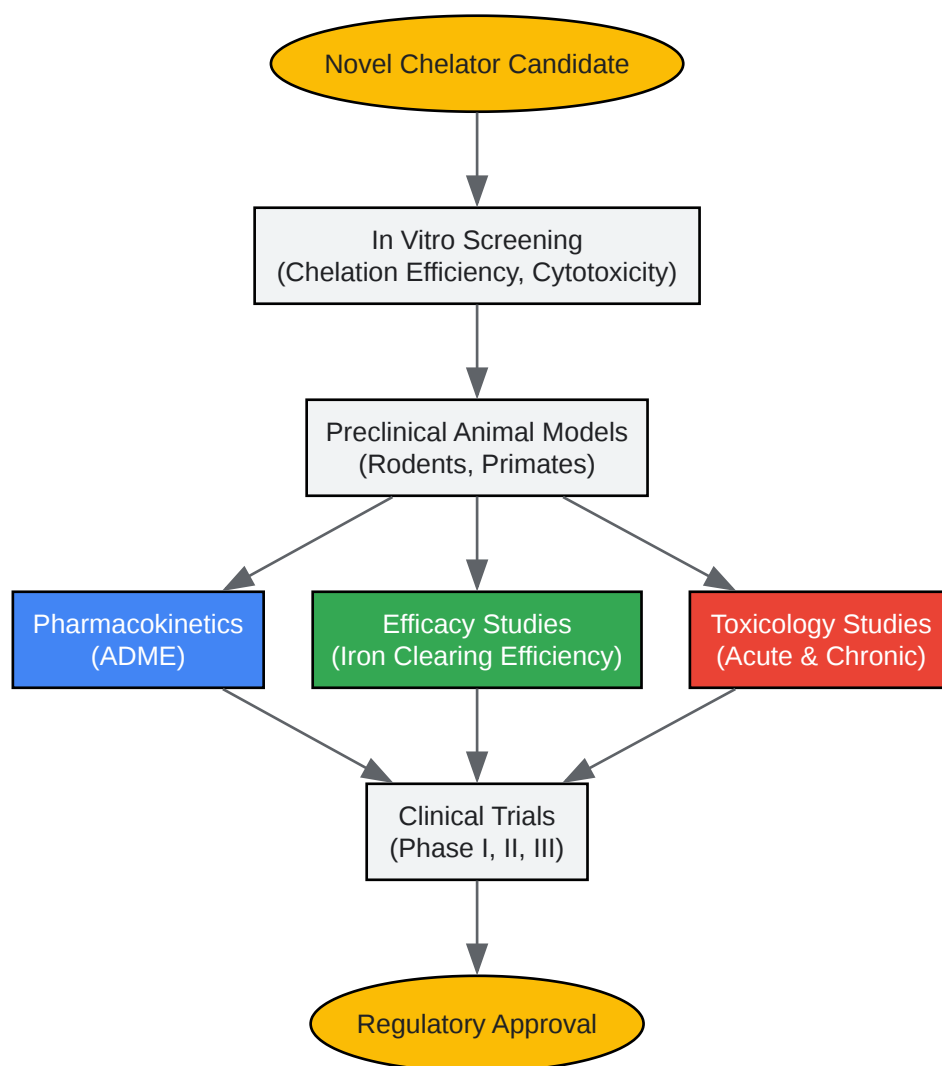 Novel Chelator Candidate
In Vitro Screening
(Chelation Efficiency, Cytotoxicity)
Preclinical Animal Models
(Rodents, Primates)
Pharmacokinetics
(ADME)
Efficacy Studies
(Iron Clearing Efficiency)
Toxicology Studies
(Acute & Chronic)
Clinical Trials
(Phase I, II, III)
Regulatory Approval